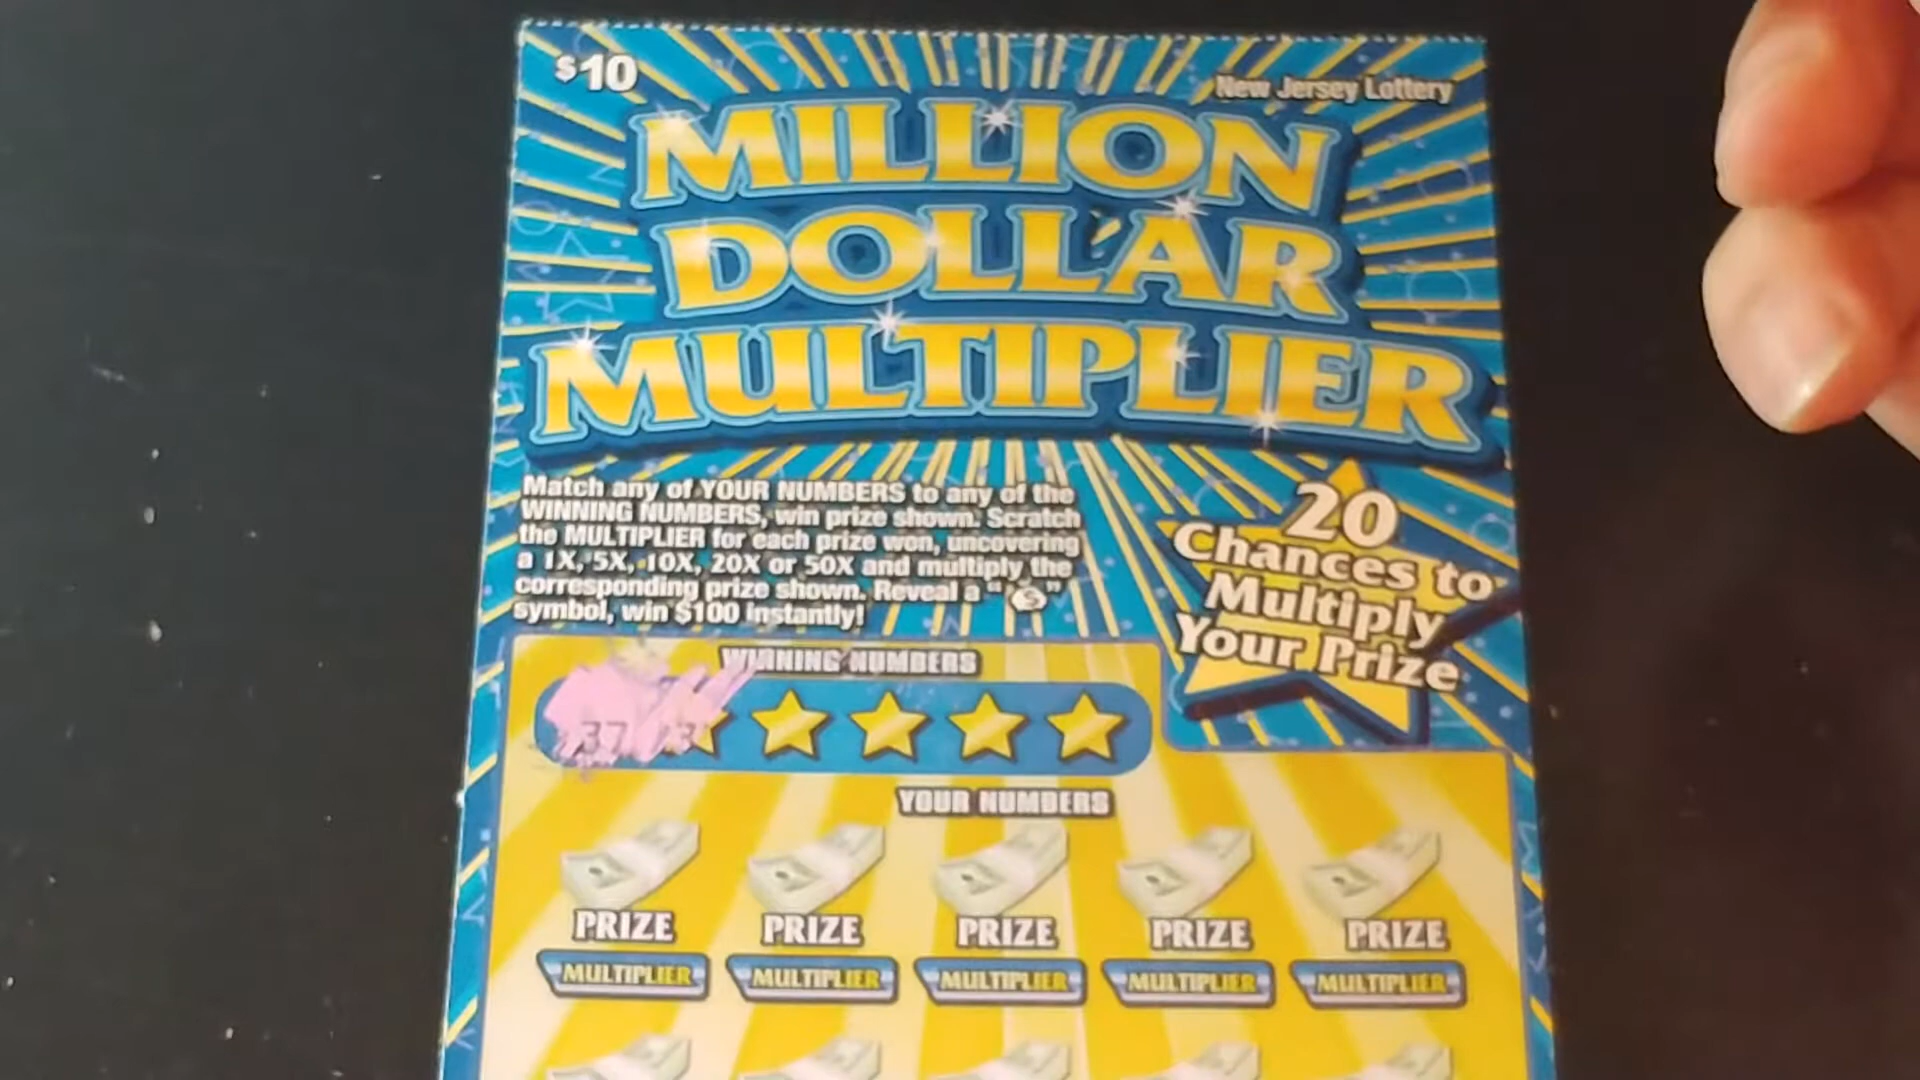 $10
New Jersey Lottery
MILLION
DOLLAR
MULTIPLIER
Match any of YOUR NUMBERS to any of the
WINNING NUMBERS, win prize shown. Scratch
the MULTIPLIER for each prize won, uncovering
a 1X, 5X, 10X, 20X or 50X and multiply the
corresponding prize shown. Reveal a " "
symbol, win $100 instantly!
20
Chances to
Multiply
Your Prize
WINNING NUMBERS
37
YOUR NUMBERS
PRIZE PRIZE PRIZE PRIZE PRIZE
MULTIPLIER MULTIPLIER MULTIPLIER MULTIPLIER MULTIPLIER